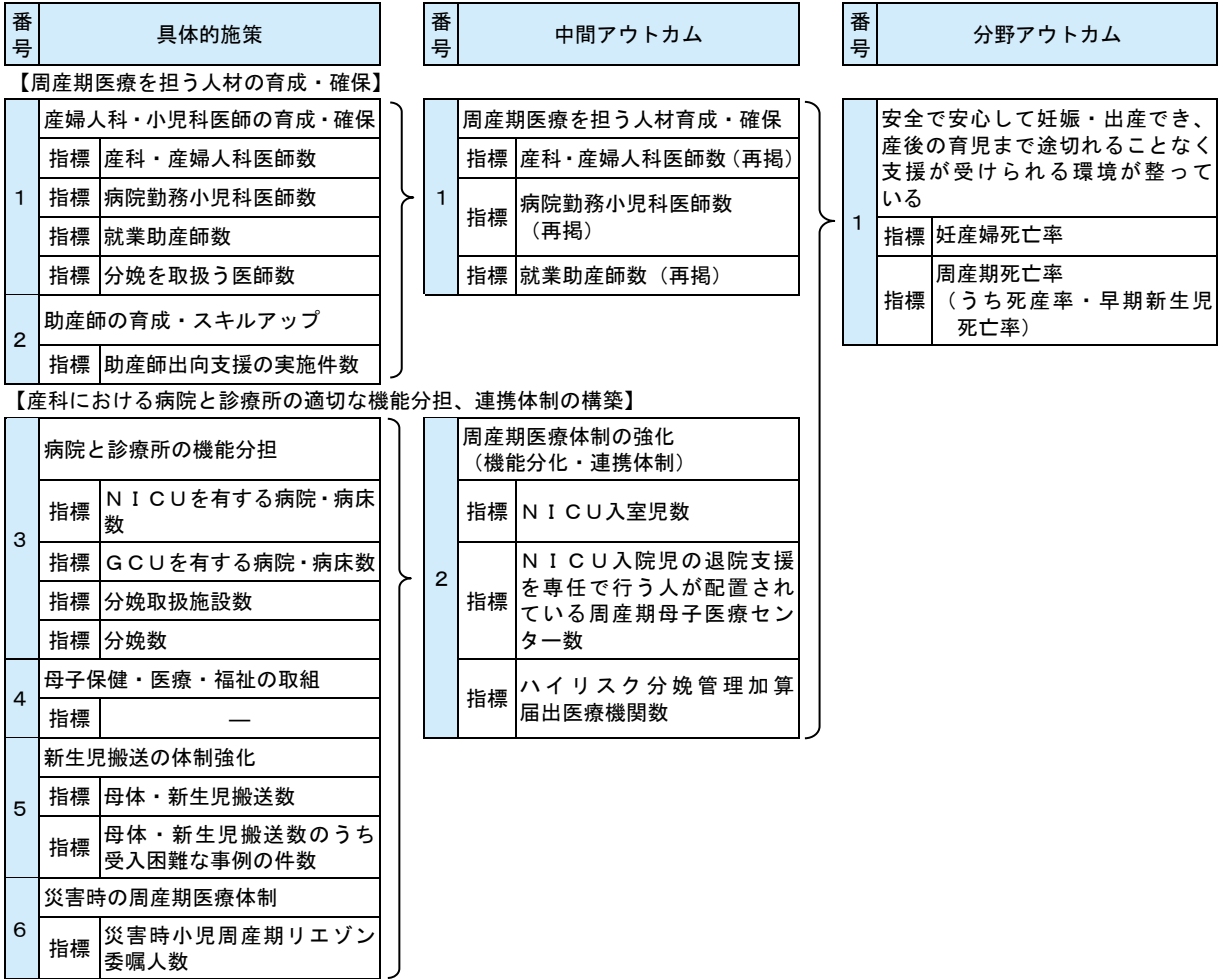 番号
具体的施策
番号
中間アウトカム
番号
分野アウトカム
【周産期医療を担う人材の育成・確保】
1
産婦人科・小児科医師の育成・確保
指標 産科・産婦人科医師数
指標 病院勤務小児科医師数
指標 就業助産師数
指標 分娩を取扱う医師数
2
助産師の育成・スキルアップ
指標 助産師出向支援の実施件数
1
周産期医療を担う人材育成・確保
指標 産科・産婦人科医師数（再掲）
指標 病院勤務小児科医師数
（再掲）
指標 就業助産師数（再掲）
1
安全で安心して妊娠・出産でき、
産後の育児まで途切れることなく
支援が受けられる環境が整って
いる
指標 妊産婦死亡率
指標 周産期死亡率
（うち死産率・早期新生児
死亡率）
【産科における病院と診療所の適切な機能分担、連携体制の構築】
3
病院と診療所の機能分担
指標 ＮＩＣＵを有する病院・病床
数
指標 ＧＣＵを有する病院・病床数
指標 分娩取扱施設数
指標 分娩数
4
母子保健・医療・福祉の取組
指標 ―
5
新生児搬送の体制強化
指標 母体・新生児搬送数
指標 母体・新生児搬送数のうち
受入困難な事例の件数
6
災害時の周産期医療体制
指標 災害時小児周産期リエゾン
委嘱人数
2
周産期医療体制の強化
（機能分化・連携体制）
指標 ＮＩＣＵ入室児数
指標 ＮＩＣＵ入院児の退院支援
を専任で行う人が配置され
ている周産期母子医療セン
ター数
指標 ハイリスク分娩管理加算
届出医療機関数